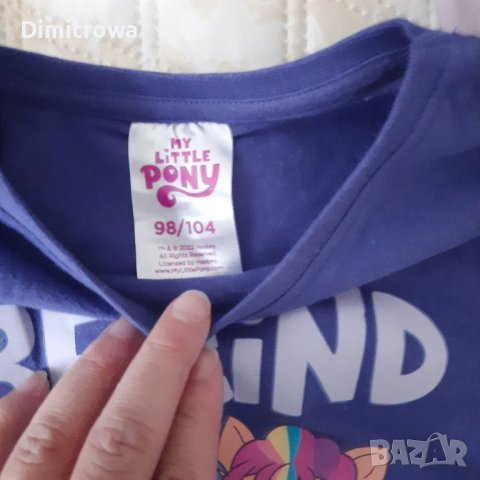 Dimitrowa
MY
LITTLE
PONY
98/104
™ & © 2022 Hasbro.
All Rights Reserved.
Licensed by Hasbro
www.MyLittlePony.com
BE KIND
BAZAR